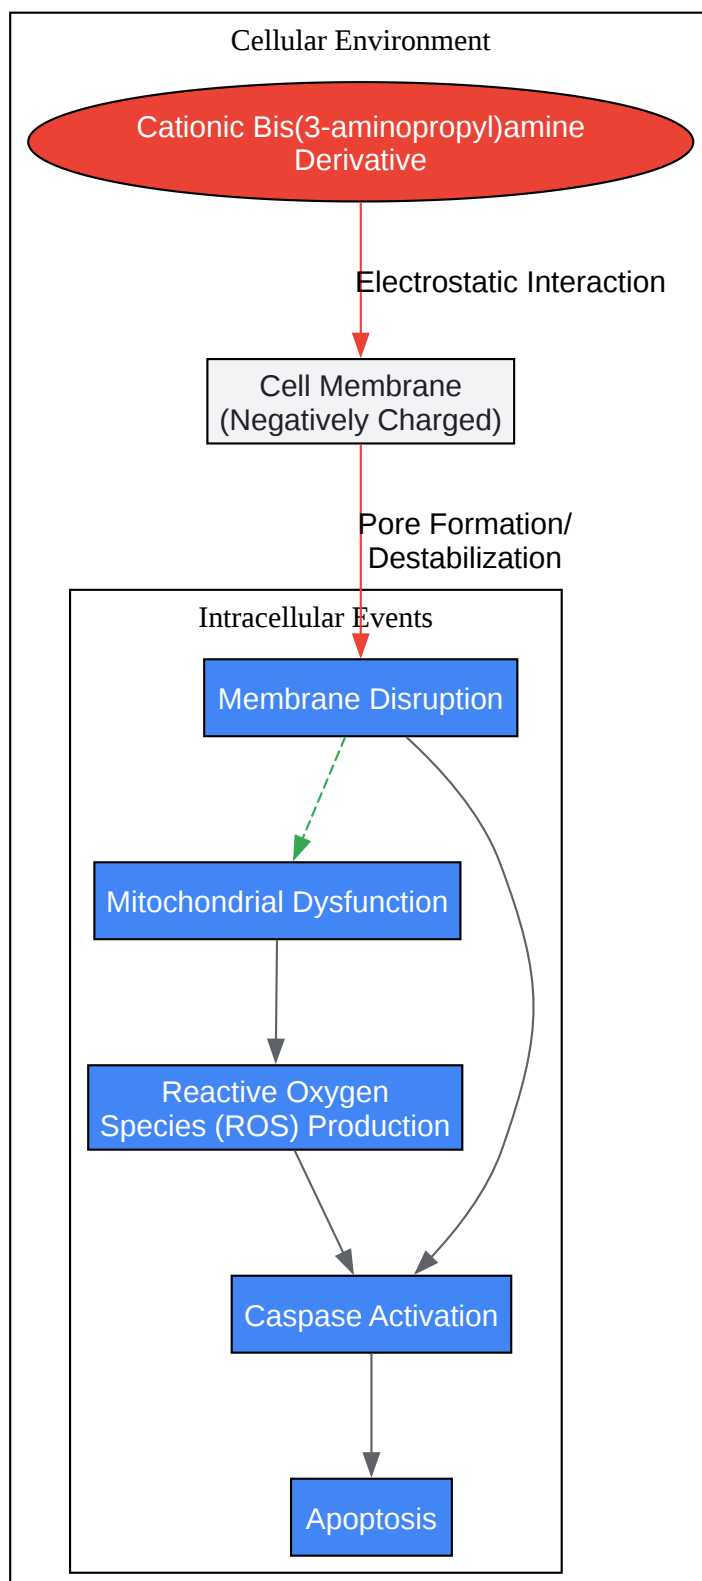 Cellular Environment
Cationic Bis(3-aminopropyl)amine
Derivative
Electrostatic Interaction
Cell Membrane
(Negatively Charged)
Pore Formation/
Destabilization
Intracellular Events
Membrane Disruption
Mitochondrial Dysfunction
Reactive Oxygen
Species (ROS) Production
Caspase Activation
Apoptosis